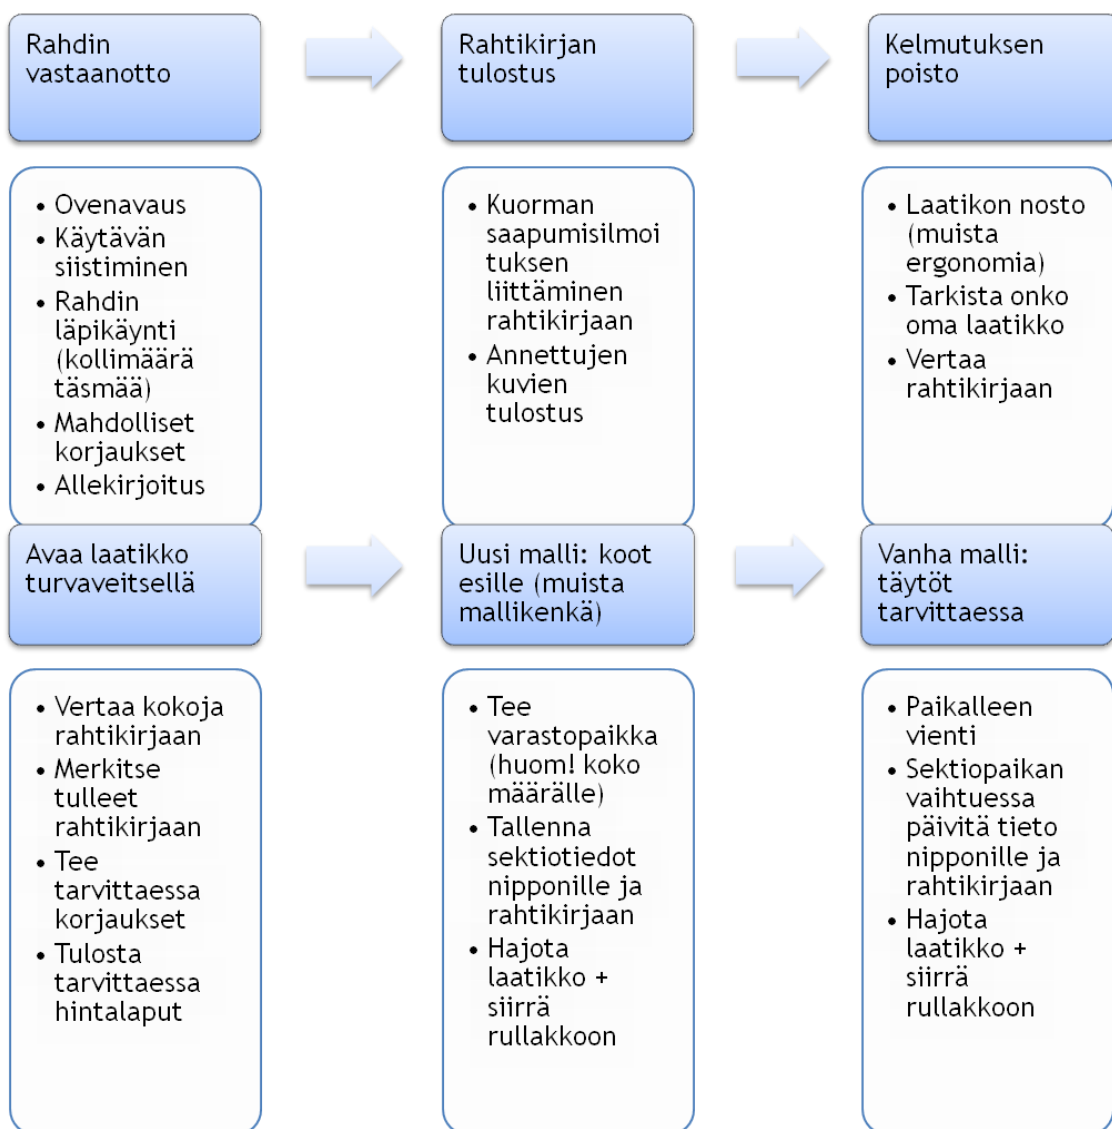 Rahdin
vastaanotto
Rahtikirjan
tulostus
Kelmutuksen
poisto
• Ovenavaus
• Käytävän
siistiminen
• Rahdin
läpikäynti
(kollimäärä
täsmää)
• Mahdolliset
korjaukset
• Allekirjoitus
• Kuorman
saapumisilmoi
tuksen
liittäminen
rahtikirjaan
• Annettujen
kuvien
tulostus
• Laatikon nosto
(muista
ergonomia)
• Tarkista onko
oma laatikko
• Vertaa
rahtikirjaan
Avaa laatikko
turvaveitsellä
Uusi malli: koot
esille (muista
mallikenkä)
Vanha malli:
täytöt
tarvittaessa
• Vertaa kokoja
rahtikirjaan
• Merkitse
tulleet
rahtikirjaan
• Tee
tarvittaessa
korjaukset
• Tulosta
tarvittaessa
hintalaput
• Tee
varastopaikka
(huom! koko
määrälle)
• Tallenna
sektiotiedot
nipponille ja
rahtikirjaan
• Hajota
laatikko +
siirrä
rullakkoon
• Paikalleen
vienti
• Sektiopaikan
vaihtuessa
päivitä tieto
nipponille ja
rahtikirjaan
• Hajota
laatikko +
siirrä
rullakkoon